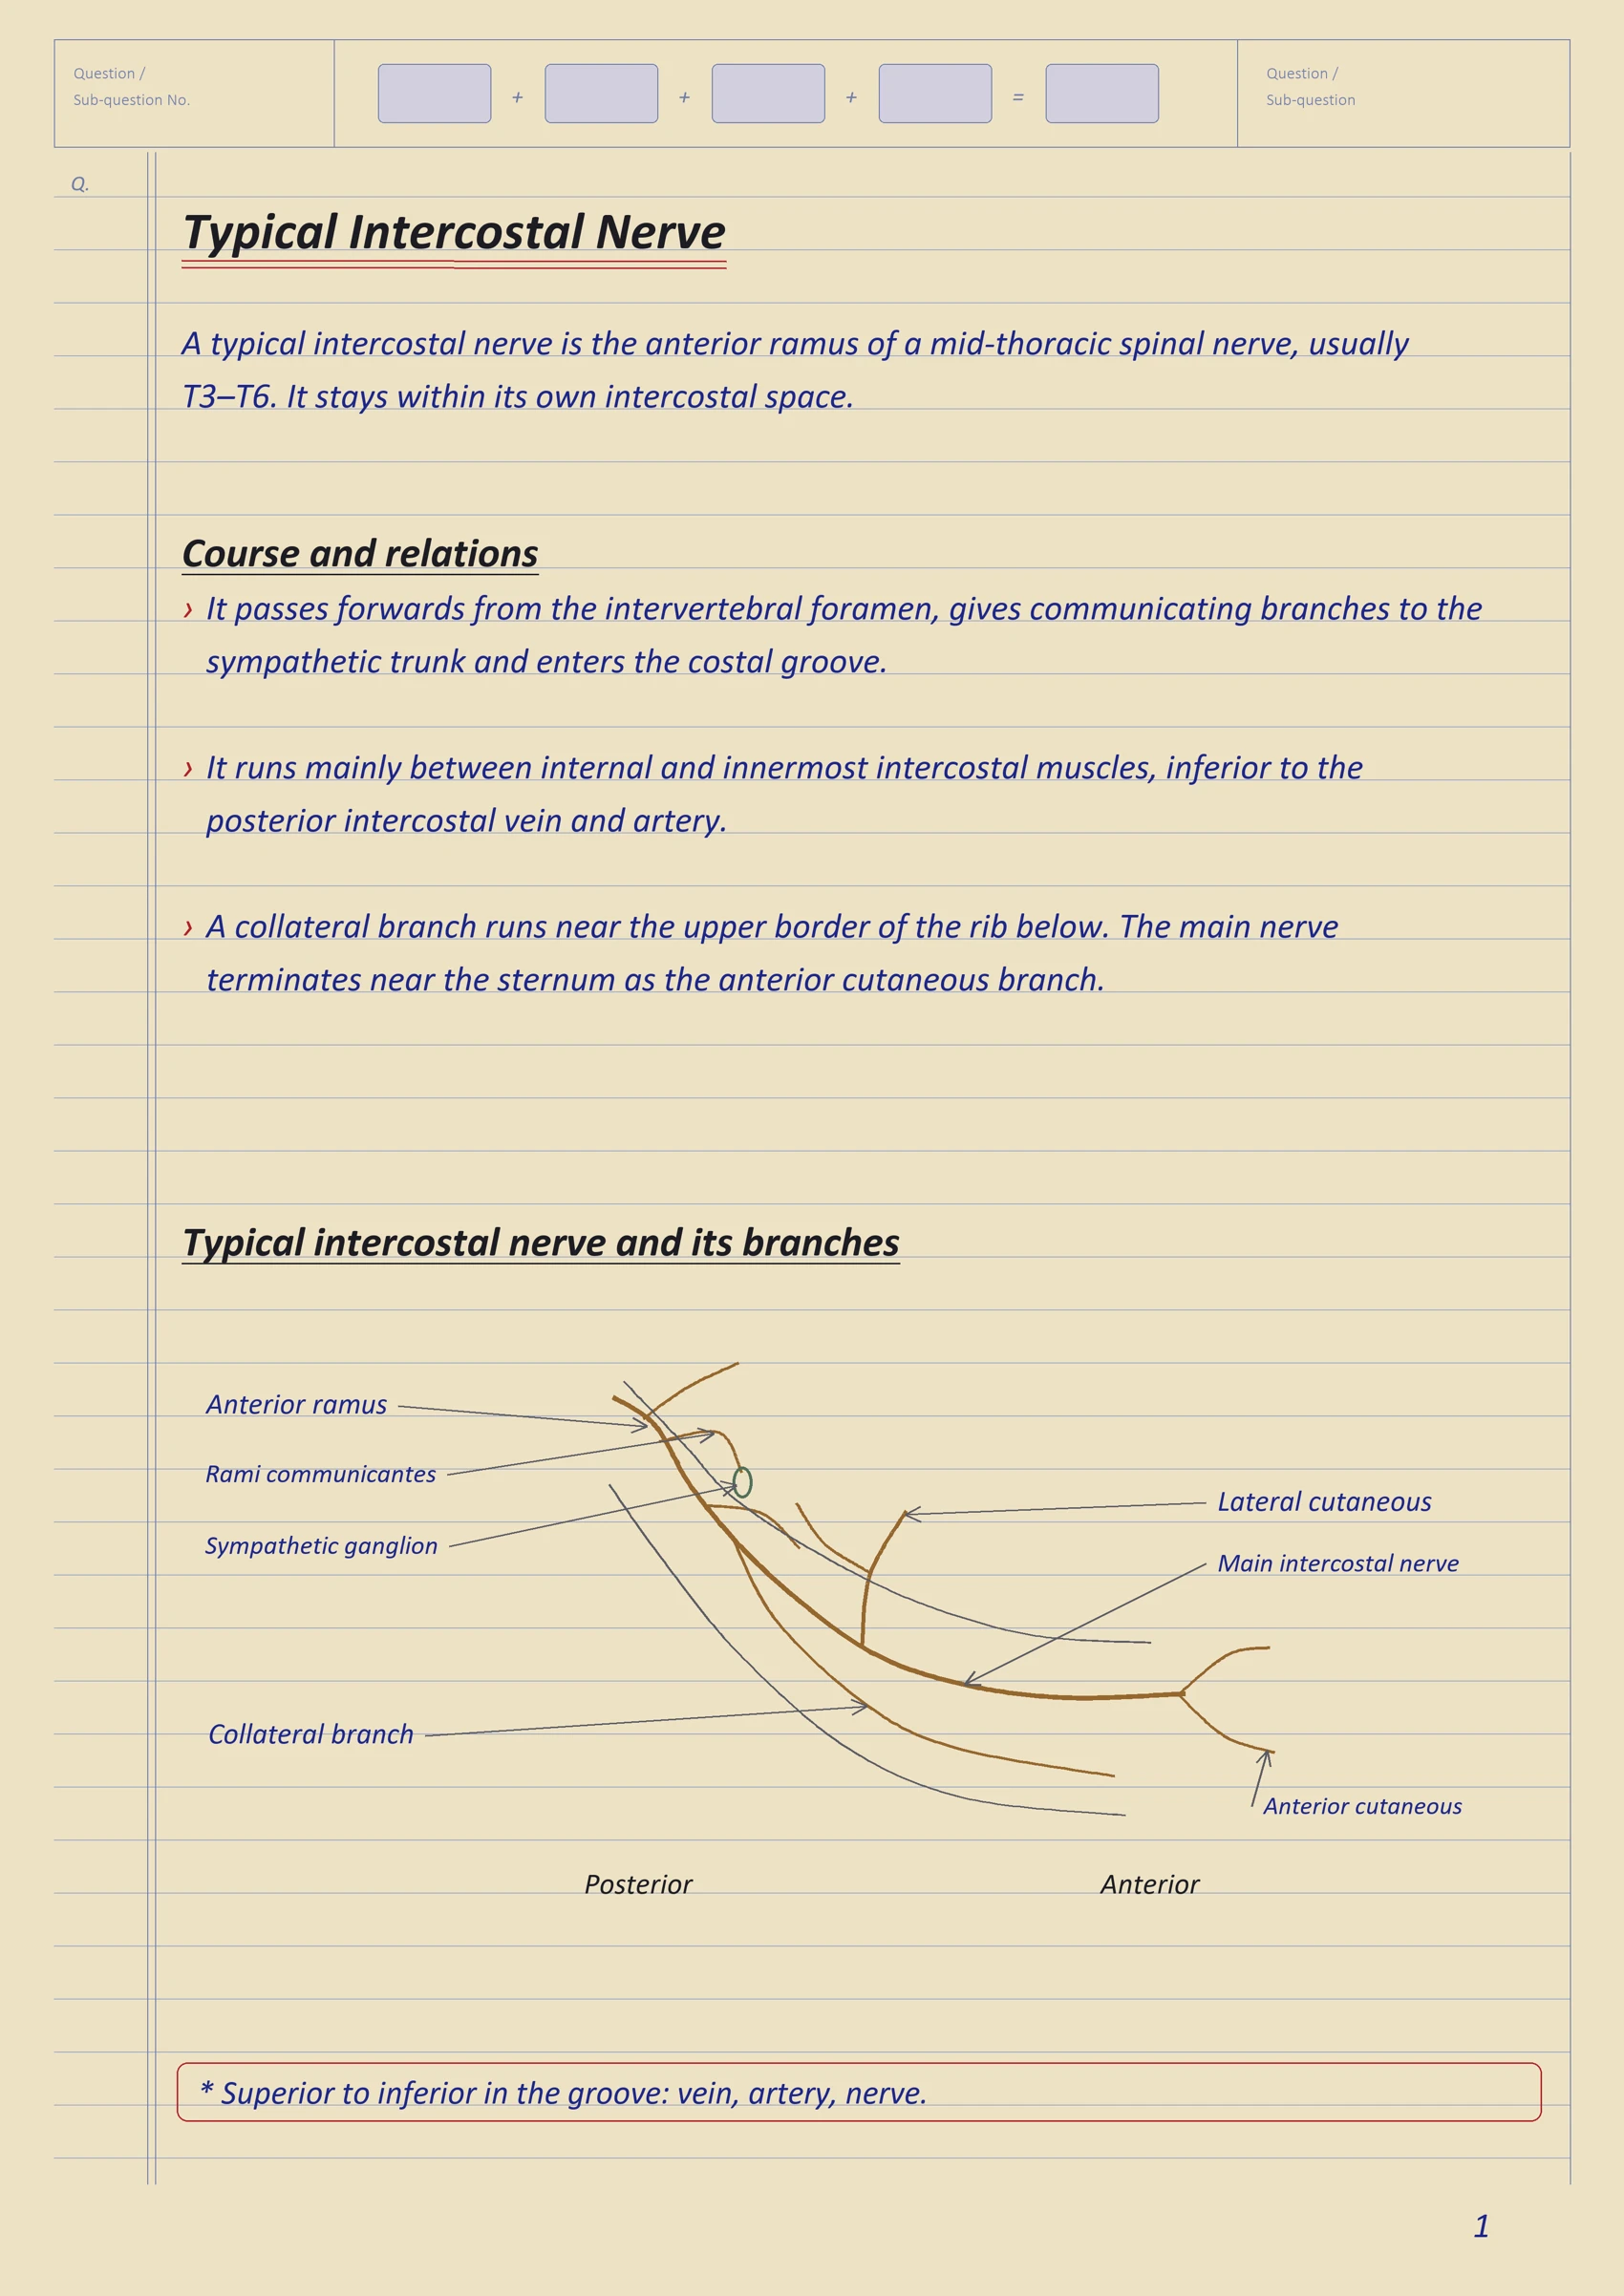 Question /
Sub-question No.
+ + + =
Question /
Sub-question
Q.
Typical Intercostal Nerve
A typical intercostal nerve is the anterior ramus of a mid-thoracic spinal nerve, usually
T3–T6. It stays within its own intercostal space.
Course and relations
› It passes forwards from the intervertebral foramen, gives communicating branches to the
sympathetic trunk and enters the costal groove.
› It runs mainly between internal and innermost intercostal muscles, inferior to the
posterior intercostal vein and artery.
› A collateral branch runs near the upper border of the rib below. The main nerve
terminates near the sternum as the anterior cutaneous branch.
Typical intercostal nerve and its branches
Anterior ramus
Rami communicantes
Sympathetic ganglion
Lateral cutaneous
Main intercostal nerve
Collateral branch
Anterior cutaneous
Posterior
Anterior
* Superior to inferior in the groove: vein, artery, nerve.
1